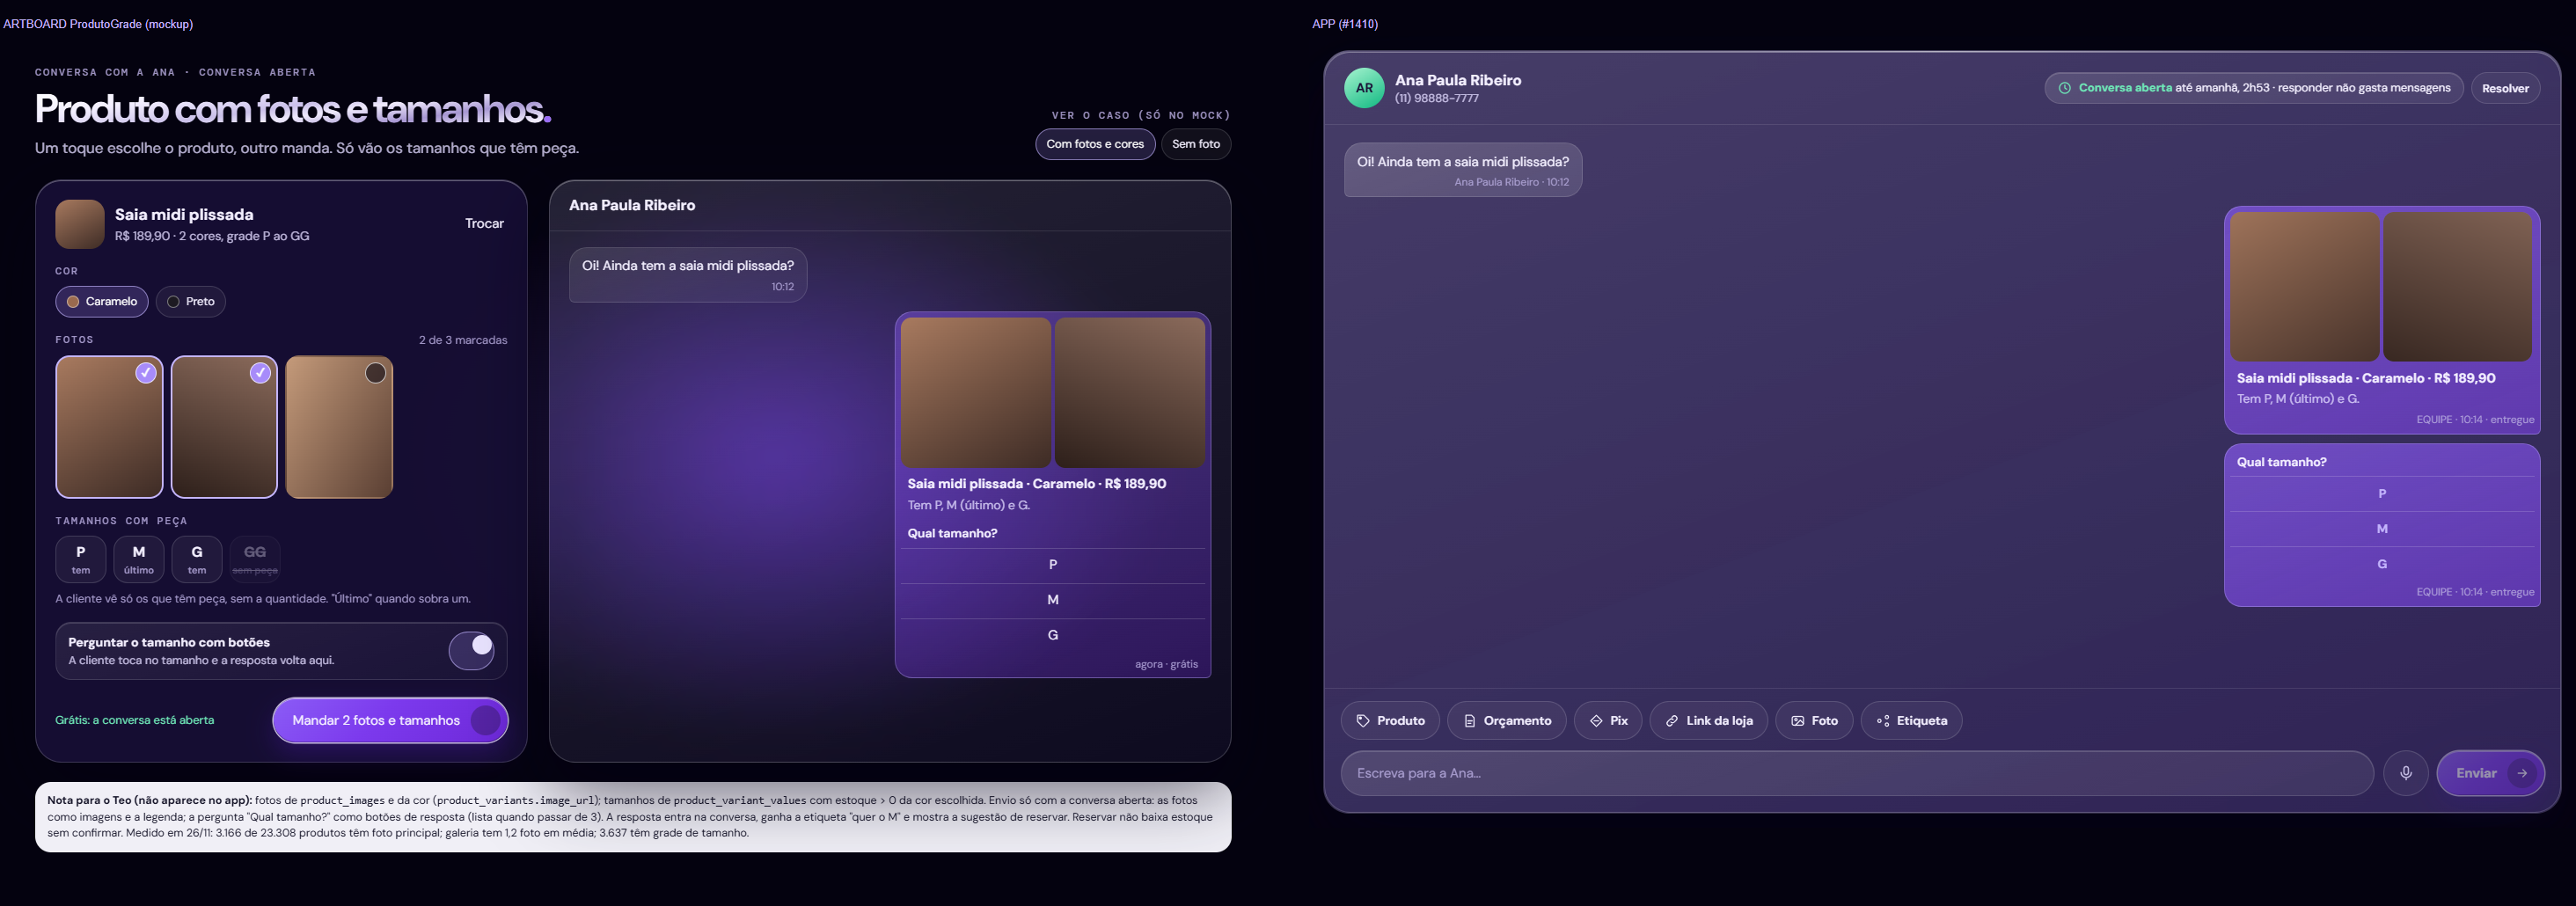 ARTBOARD ProdutoGrade (mockup)
CONVERSA COM A ANA · CONVERSA ABERTA
Produto com fotos e tamanhos.
Um toque escolhe o produto, outro manda. Só vão os tamanhos que têm peça.
VER O CASO (SÓ NO MOCK)
Com fotos e cores
Sem foto
Saia midi plissada
R$ 189,90 · 2 cores, grade P ao GG
Trocar
COR
Caramelo
Preto
FOTOS
2 de 3 marcadas
TAMANHOS COM PEÇA
P
tem
M
último
G
tem
GG
sem peça
A cliente vê só os que têm peça, sem a quantidade. "Último" quando sobra um.
Perguntar o tamanho com botões
A cliente toca no tamanho e a resposta volta aqui.
Grátis: a conversa está aberta
Mandar 2 fotos e tamanhos
Ana Paula Ribeiro
Oi! Ainda tem a saia midi plissada?
10:12
Saia midi plissada · Caramelo · R$ 189,90
Tem P, M (último) e G.
Qual tamanho?
P
M
G
agora · grátis
Nota para o Teo (não aparece no app): fotos de product_images e da cor (product_variants.image_url); tamanhos de product_variant_values com estoque > 0 da cor escolhida. Envio só com a conversa aberta: as fotos
como imagens e a legenda; a pergunta "Qual tamanho?" como botões de resposta (lista quando passar de 3). A resposta entra na conversa, ganha a etiqueta "quer o M" e mostra a sugestão de reservar. Reservar não baixa estoque
sem confirmar. Medido em 26/11: 3.166 de 23.308 produtos têm foto principal; galeria tem 1,2 foto em média; 3.637 têm grade de tamanho.
APP (#1410)
AR
Ana Paula Ribeiro
(11) 98888-7777
Conversa aberta até amanhã, 2h53 · responder não gasta mensagens
Resolver
Oi! Ainda tem a saia midi plissada?
Ana Paula Ribeiro · 10:12
Saia midi plissada · Caramelo · R$ 189,90
Tem P, M (último) e G.
EQUIPE · 10:14 · entregue
Qual tamanho?
P
M
G
EQUIPE · 10:14 · entregue
Produto
Orçamento
Pix
Link da loja
Foto
Etiqueta
Escreva para a Ana...
Enviar